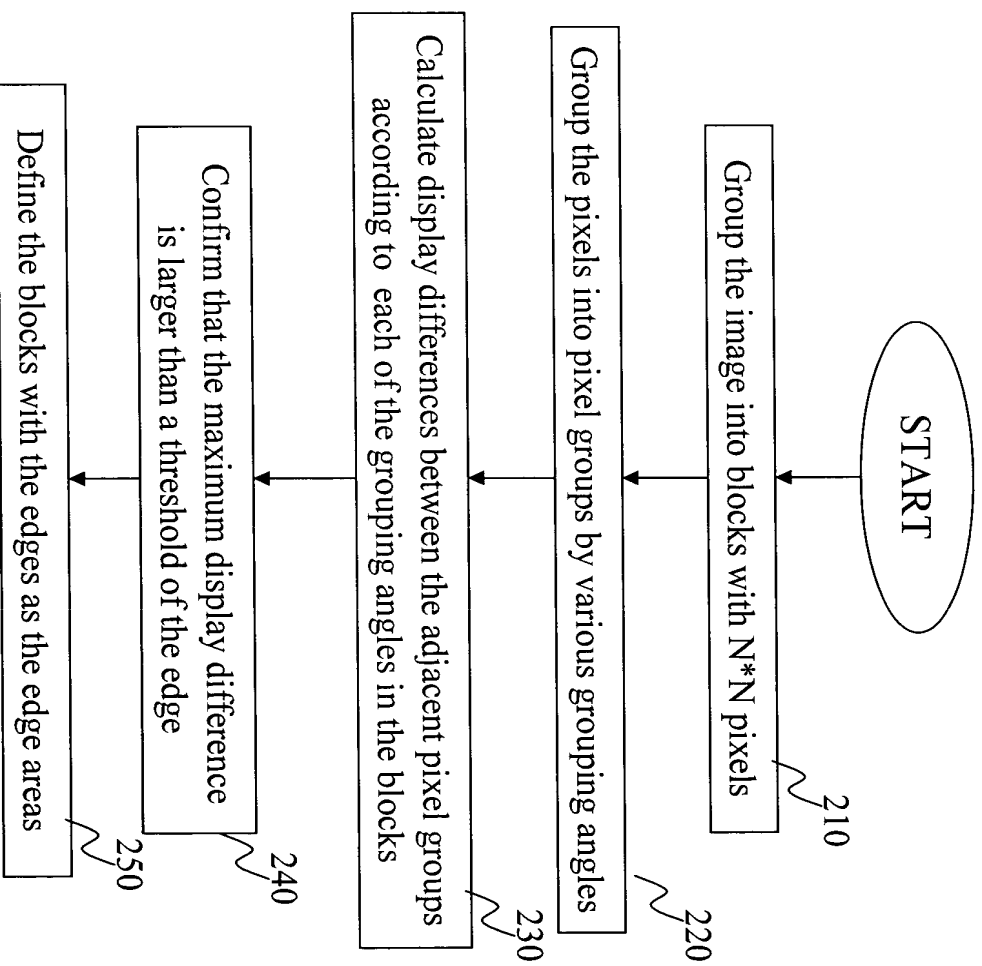 START
Group the image into blocks with N*N pixels
210
Group the pixels into pixel groups by various grouping angles
220
Calculate display differences between the adjacent pixel groups
according to each of the grouping angles in the blocks
230
Confirm that the maximum display difference
is larger than a threshold of the edge
240
Define the blocks with the edges as the edge areas
250